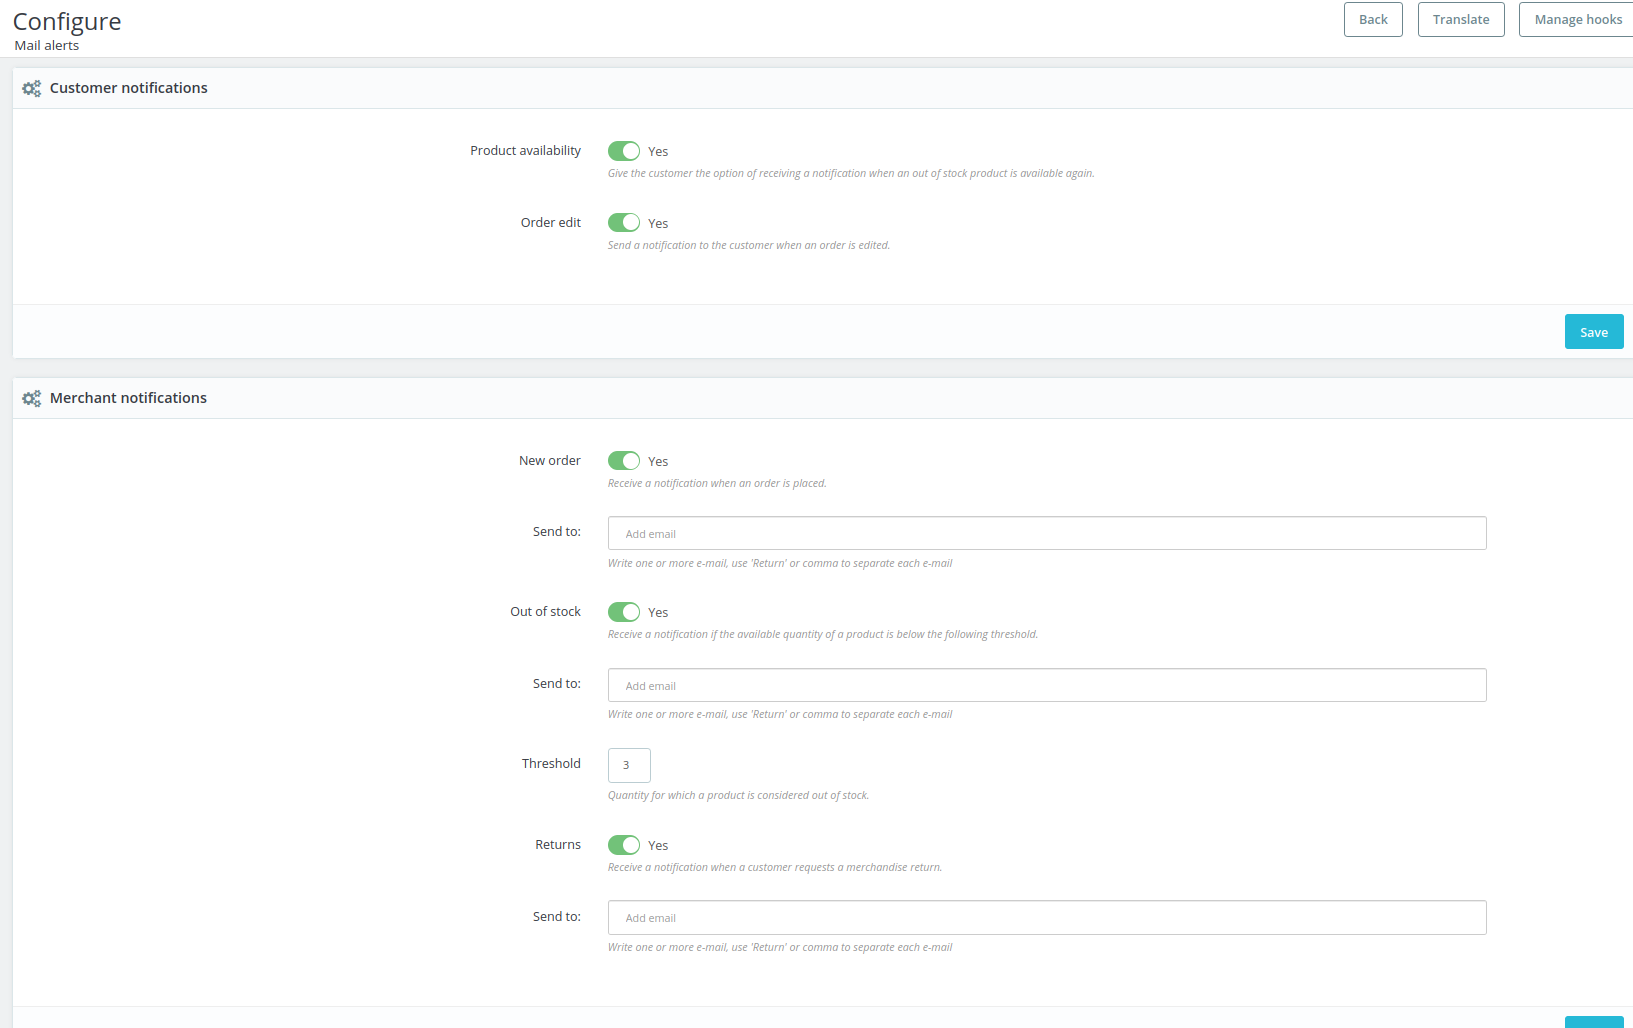 Configure
Mail alerts
Back
Translate
Manage hooks
Customer notifications
Product availability
Yes
Give the customer the option of receiving a notification when an out of stock product is available again.
Order edit
Yes
Send a notification to the customer when an order is edited.
Save
Merchant notifications
New order
Yes
Receive a notification when an order is placed.
Send to:
Add email
Write one or more e-mail, use 'Return' or comma to separate each e-mail
Out of stock
Yes
Receive a notification if the available quantity of a product is below the following threshold.
Send to:
Add email
Write one or more e-mail, use 'Return' or comma to separate each e-mail
Threshold
3
Quantity for which a product is considered out of stock.
Returns
Yes
Receive a notification when a customer requests a merchandise return.
Send to:
Add email
Write one or more e-mail, use 'Return' or comma to separate each e-mail